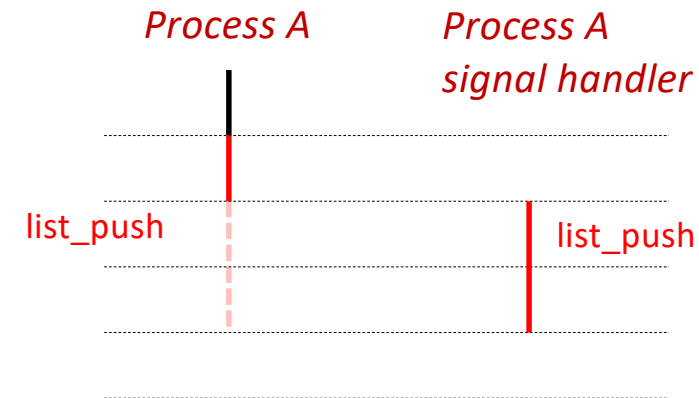 Process A
Process A
signal handler
list_push
list_push